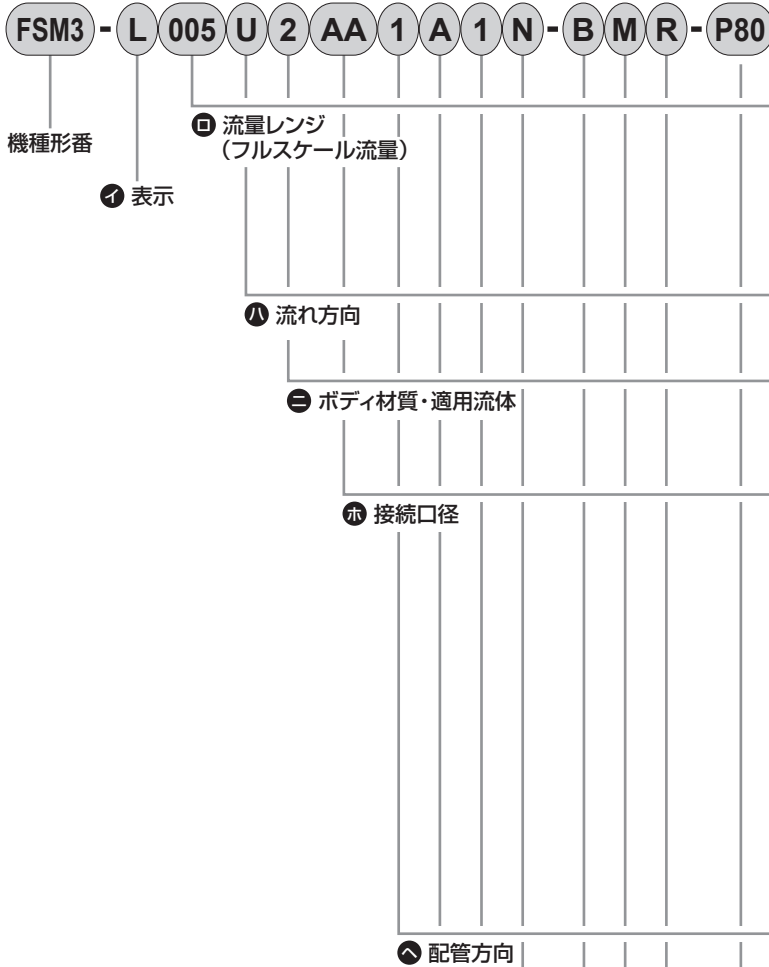 FSM3 - L 005 U 2 AA 1 A 1 N - B M R - P80
機種形番
ロ 流量レンジ
(フルスケール流量)
イ 表示
ハ 流れ方向
ニ ボディ材質・適用流体
ホ 接続口径
ヘ 配管方向